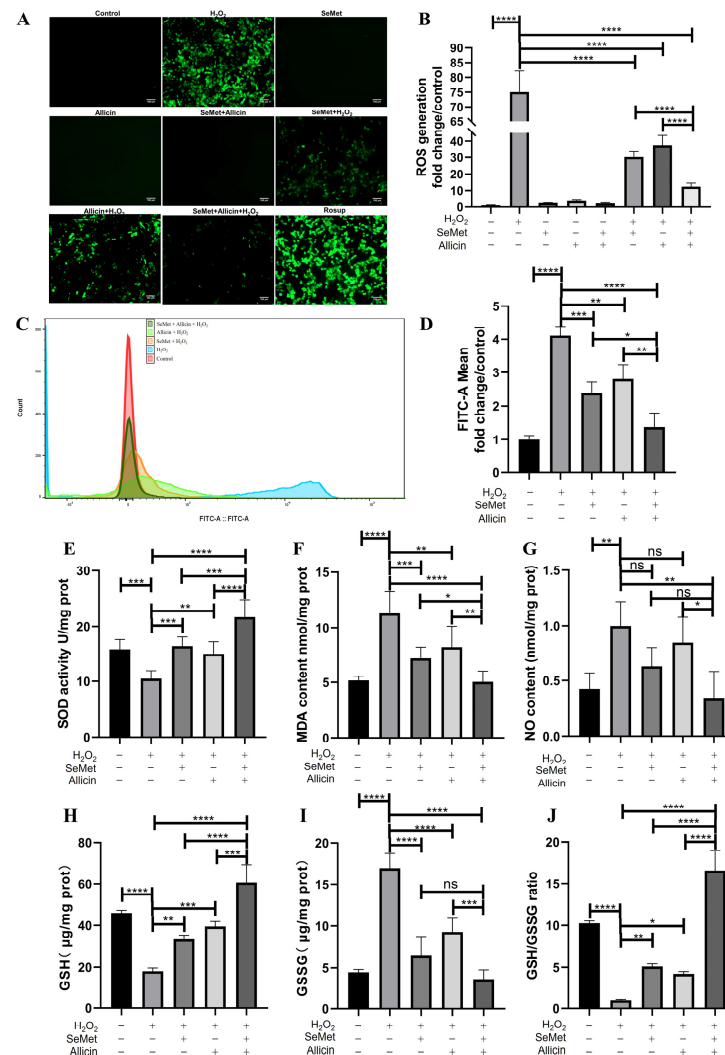 A
Control
H₂O₂
SeMet
Allicin
SeMet+Allicin
SeMet+H₂O₂
Allicin+H₂O₂
SeMet+Allicin+H₂O₂
Rosup
B
ROS generation
fold change/control
90
85
80
75
70
65
40
30
20
10
0
****
****
****
****
****
****
H₂O₂ − + − − − + + +
SeMet − − + − + + − +
Allicin − − − + + − + +
C
Count
800
600
400
200
0
SeMet + Allicin + H₂O₂
Allicin + H₂O₂
SeMet + H₂O₂
H₂O₂
Control
FITC-A :: FITC-A
D
FITC-A Mean
fold change/control
5
4
3
2
1
0
****
****
**
***
*
**
H₂O₂ − + + + +
SeMet − − + − +
Allicin − − − + +
E
SOD activity U/mg prot
30
20
10
0
****
***
***
**
****
***
H₂O₂ − + + + +
SeMet − − + − +
Allicin − − − + +
F
MDA content nmol/mg prot
15
10
5
0
****
**
***
****
*
**
H₂O₂ − + + + +
SeMet − − + − +
Allicin − − − + +
G
NO content (nmol/mg prot)
1.5
1.0
0.5
0.0
**
ns
ns
**
ns
*
H₂O₂ − + + + +
SeMet − − + − +
Allicin − − − + +
H
GSH( μg/mg prot)
80
60
40
20
0
****
****
***
****
***
**
H₂O₂ − + + + +
SeMet − − + − +
Allicin − − − + +
I
GSSG( μg/mg prot)
20
15
10
5
0
****
****
****
****
ns
***
H₂O₂ − + + + +
SeMet − − + − +
Allicin − − − + +
J
GSH/GSSG ratio
20
15
10
5
0
****
****
****
****
*
**
H₂O₂ − + + + +
SeMet − − + − +
Allicin − − − + +